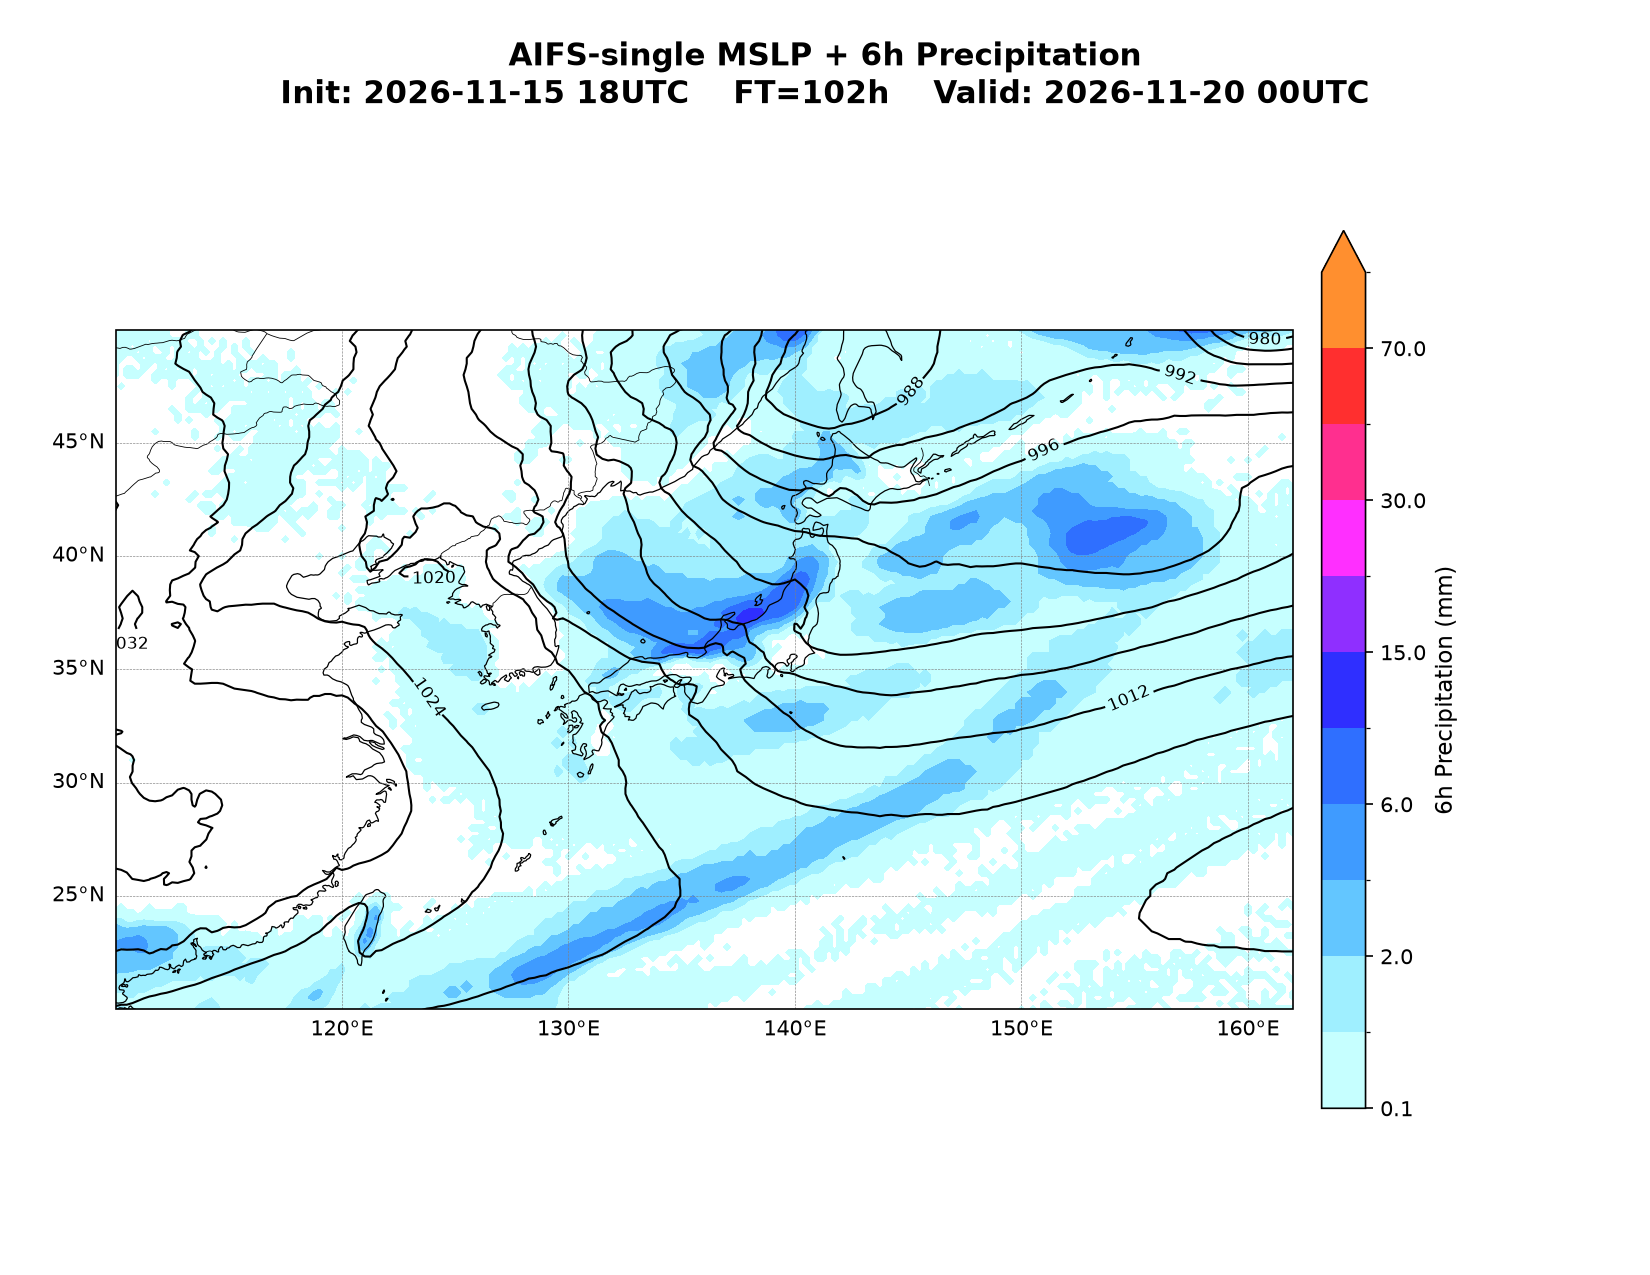 AIFS-single MSLP + 6h Precipitation
Init: 2026-11-15 18UTC    FT=102h    Valid: 2026-11-20 00UTC
980
992
988
996
1020
1024
1012
032
45°N
40°N
35°N
30°N
25°N
120°E
130°E
140°E
150°E
160°E
70.0
30.0
15.0
6.0
2.0
0.1
6h Precipitation (mm)